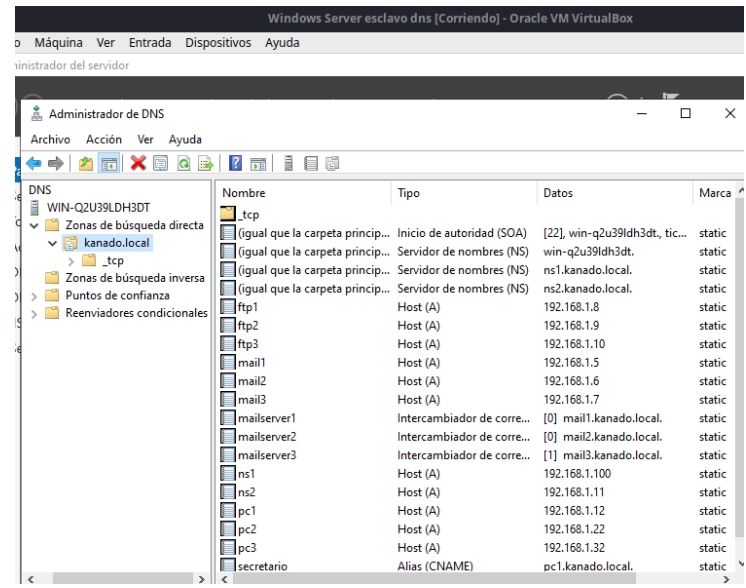 Windows Server esclavo dns [Corriendo] - Oracle VM VirtualBox
Máquina Ver Entrada Dispositivos Ayuda
ministrador del servidor
Administrador de DNS
Archivo Acción Ver Ayuda
DNS
WIN-Q2U39LDH3DT
Zonas de búsqueda directa
kanado.local
_tcp
Zonas de búsqueda inversa
Puntos de confianza
Reenviadores condicionales
Nombre Tipo Datos Marca
_tcp
(igual que la carpeta princip... Inicio de autoridad (SOA) [22], win-q2u39ldh3dt., tic... static
(igual que la carpeta princip... Servidor de nombres (NS) win-q2u39ldh3dt. static
(igual que la carpeta princip... Servidor de nombres (NS) ns1.kanado.local. static
(igual que la carpeta princip... Servidor de nombres (NS) ns2.kanado.local. static
ftp1 Host (A) 192.168.1.8 static
ftp2 Host (A) 192.168.1.9 static
ftp3 Host (A) 192.168.1.10 static
mail1 Host (A) 192.168.1.5 static
mail2 Host (A) 192.168.1.6 static
mail3 Host (A) 192.168.1.7 static
mailserver1 Intercambiador de corre... [0] mail1.kanado.local. static
mailserver2 Intercambiador de corre... [0] mail2.kanado.local. static
mailserver3 Intercambiador de corre... [1] mail3.kanado.local. static
ns1 Host (A) 192.168.1.100 static
ns2 Host (A) 192.168.1.11 static
pc1 Host (A) 192.168.1.12 static
pc2 Host (A) 192.168.1.22 static
pc3 Host (A) 192.168.1.32 static
secretario Alias (CNAME) pc1.kanado.local. static